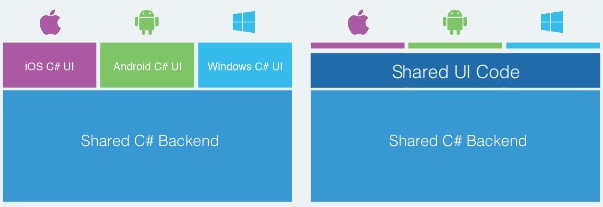 iOS C# UI
Android C# UI
Windows C# UI
Shared C# Backend
Shared UI Code
Shared C# Backend